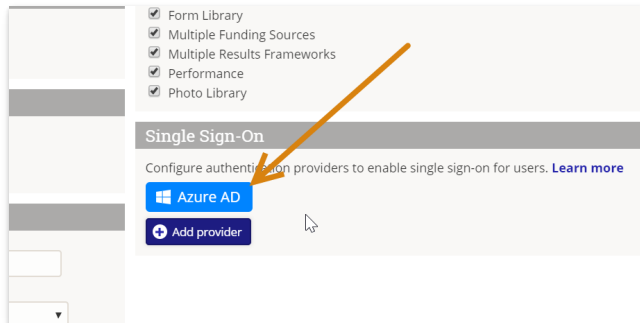 Form Library
Multiple Funding Sources
Multiple Results Frameworks
Performance
Photo Library
Single Sign-On
Configure authentication providers to enable single sign-on for users. Learn more
Azure AD
Add provider